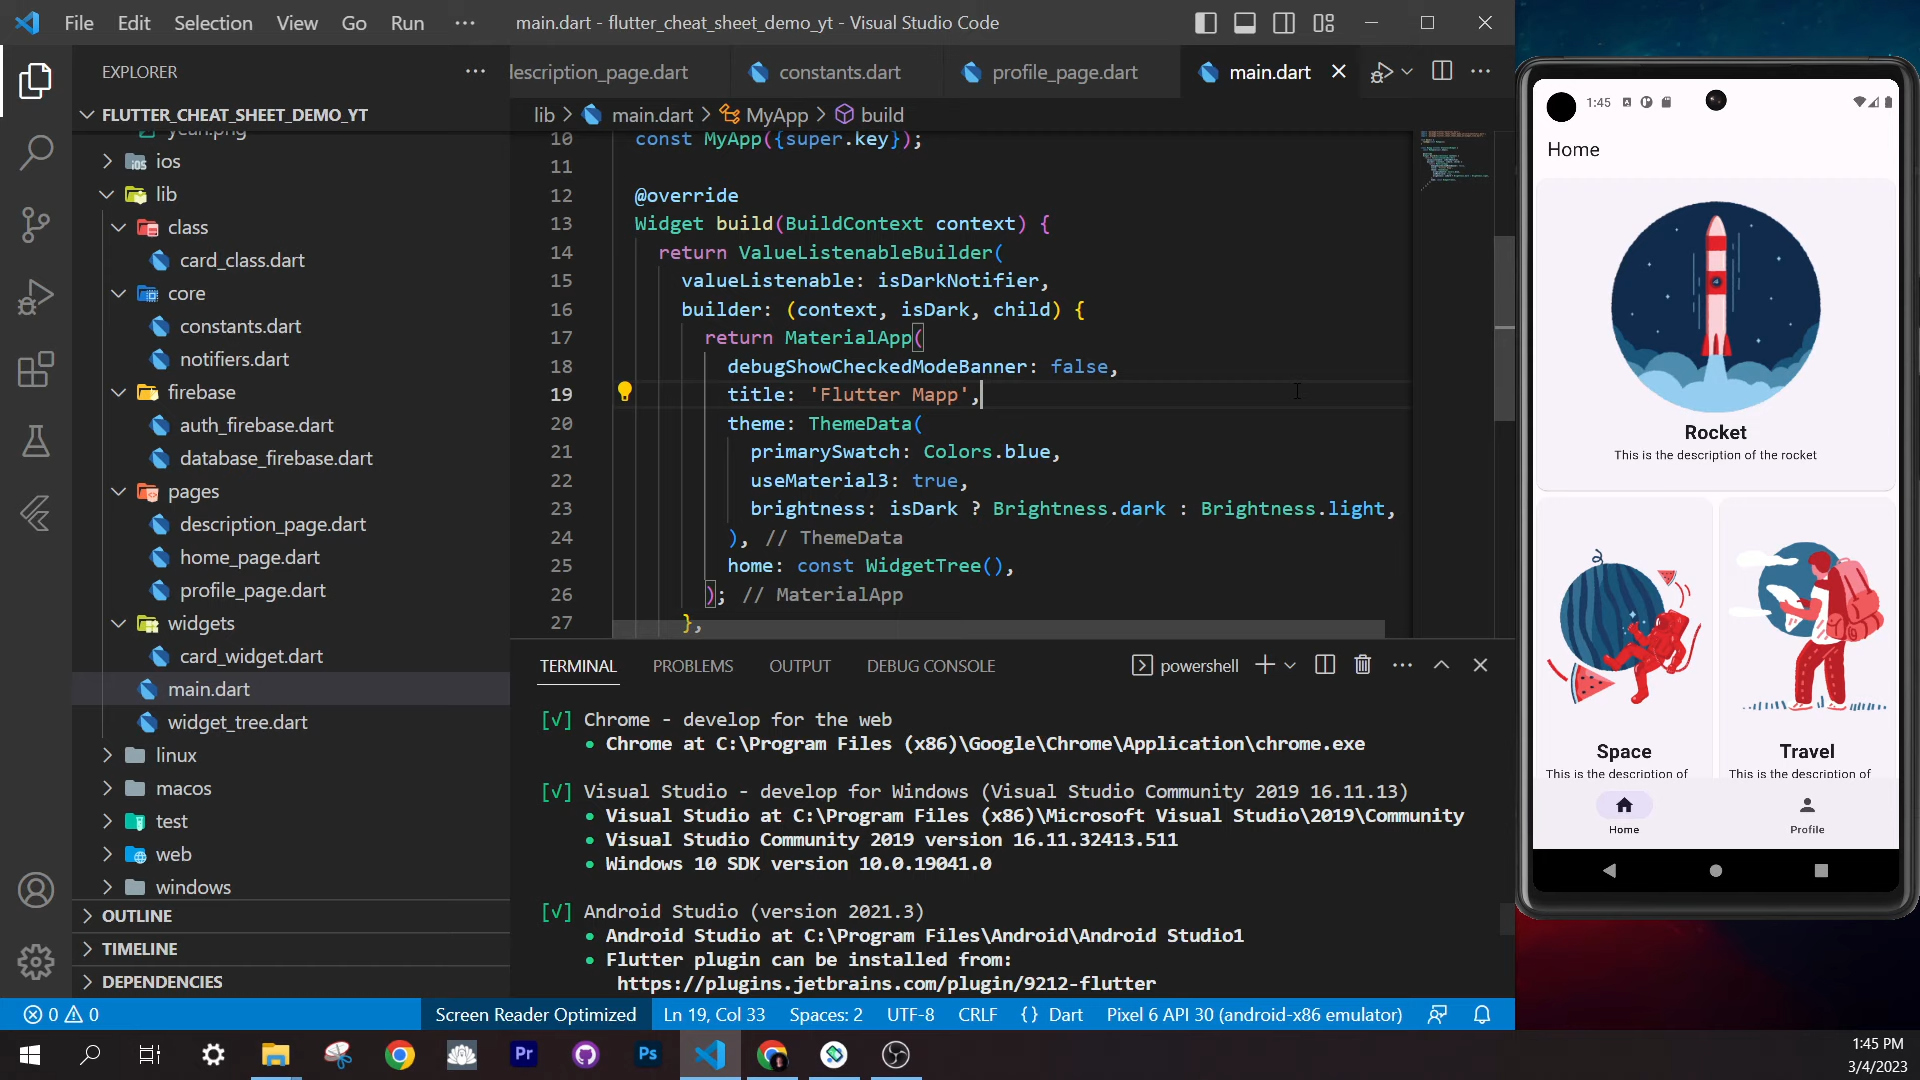 File Edit Selection View Go Run ··· main.dart - flutter_cheat_sheet_demo_yt - Visual Studio Code
EXPLORER
description_page.dart constants.dart profile_page.dart main.dart
FLUTTER_CHEAT_SHEET_DEMO_YT
lib > main.dart > MyApp > build
ycan.png
ios
lib
class
card_class.dart
core
constants.dart
notifiers.dart
firebase
auth_firebase.dart
database_firebase.dart
pages
description_page.dart
home_page.dart
profile_page.dart
widgets
card_widget.dart
main.dart
widget_tree.dart
linux
macos
test
web
windows
OUTLINE
TIMELINE
DEPENDENCIES
10 const MyApp({super.key});
11
12 @override
13 Widget build(BuildContext context) {
14 return ValueListenableBuilder(
15 valueListenable: isDarkNotifier,
16 builder: (context, isDark, child) {
17 return MaterialApp(
18 debugShowCheckedModeBanner: false,
19 title: 'Flutter Mapp',
20 theme: ThemeData(
21 primarySwatch: Colors.blue,
22 useMaterial3: true,
23 brightness: isDark ? Brightness.dark : Brightness.light,
24 ), // ThemeData
25 home: const WidgetTree(),
26 ); // MaterialApp
27 },
TERMINAL PROBLEMS OUTPUT DEBUG CONSOLE powershell
[√] Chrome - develop for the web
• Chrome at C:\Program Files (x86)\Google\Chrome\Application\chrome.exe
[√] Visual Studio - develop for Windows (Visual Studio Community 2019 16.11.13)
• Visual Studio at C:\Program Files (x86)\Microsoft Visual Studio\2019\Community
• Visual Studio Community 2019 version 16.11.32413.511
• Windows 10 SDK version 10.0.19041.0
[√] Android Studio (version 2021.3)
• Android Studio at C:\Program Files\Android\Android Studio1
• Flutter plugin can be installed from:
https://plugins.jetbrains.com/plugin/9212-flutter
0 0 Screen Reader Optimized Ln 19, Col 33 Spaces: 2 UTF-8 CRLF {} Dart Pixel 6 API 30 (android-x86 emulator)
1:45
Home
Rocket
This is the description of the rocket
Space
This is the description of
Travel
This is the description of
Home
Profile
Pr
Ps
1:45 PM
3/4/2023